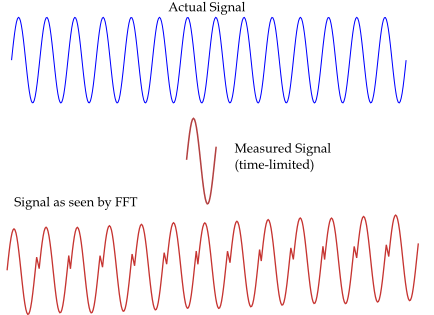 Actual Signal
Measured Signal
(time-limited)
Signal as seen by FFT